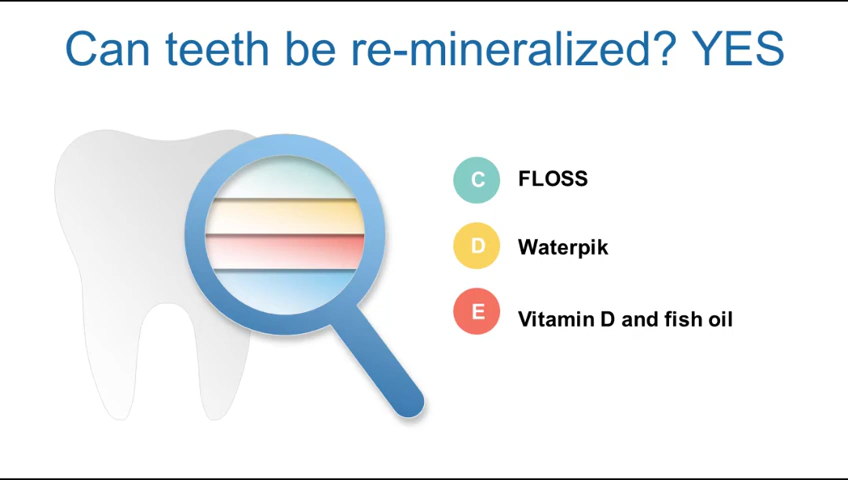 Can teeth be re-mineralized? YES
C FLOSS
D Waterpik
E Vitamin D and fish oil